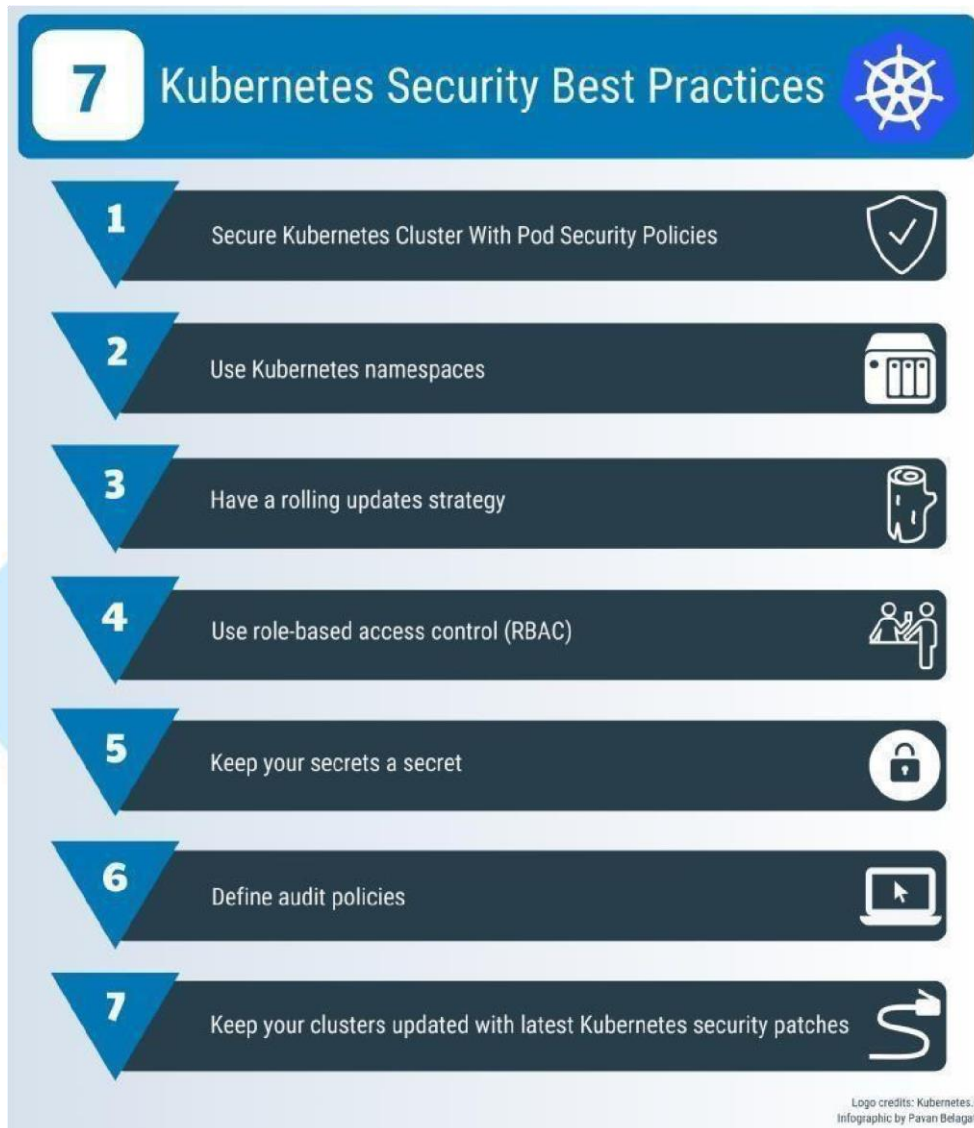 7 Kubernetes Security Best Practices
1
Secure Kubernetes Cluster With Pod Security Policies
2
Use Kubernetes namespaces
3
Have a rolling updates strategy
4
Use role-based access control (RBAC)
5
Keep your secrets a secret
6
Define audit policies
7
Keep your clusters updated with latest Kubernetes security patches
Logo credits: Kubernetes.
Infographic by Pavan